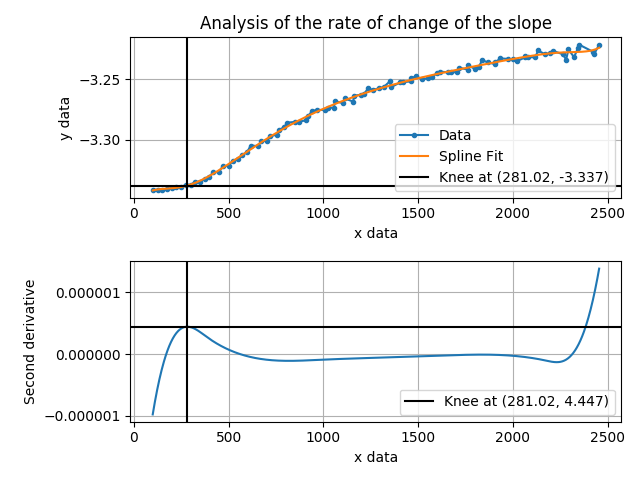 Analysis of the rate of change of the slope
y data
−3.25
−3.30
Data
Spline Fit
Knee at (281.02, -3.337)
0 500 1000 1500 2000 2500
x data
Second derivative
0.000001
0.000000
−0.000001
Knee at (281.02, 4.447)
0 500 1000 1500 2000 2500
x data